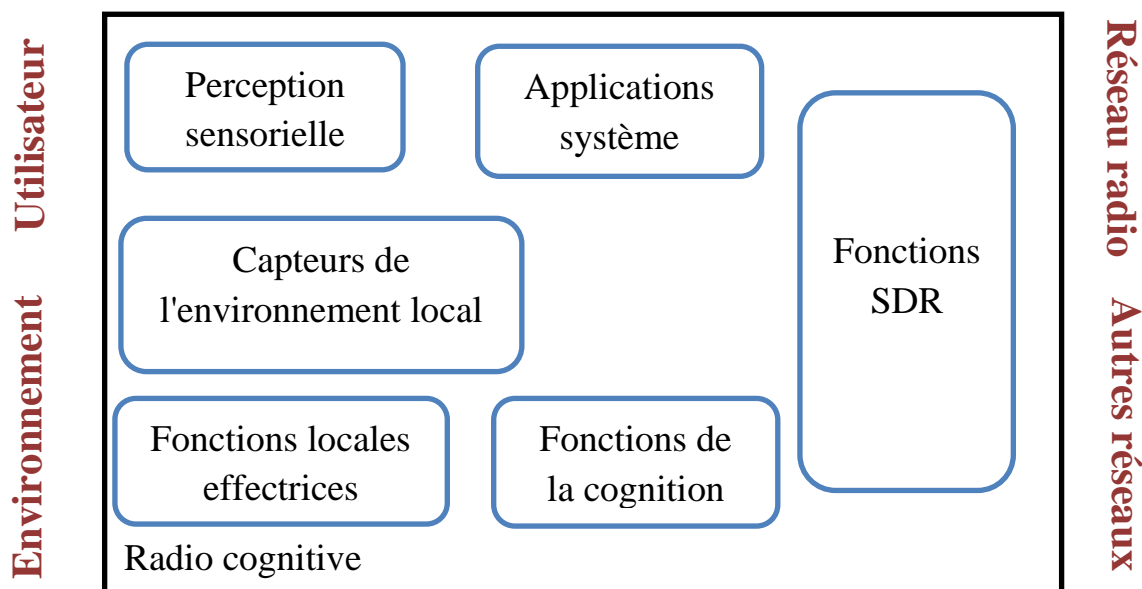 Utilisateur
Environnement
Perception
sensorielle
Applications
système
Capteurs de
l'environnement local
Fonctions
SDR
Fonctions locales
effectrices
Fonctions de
la cognition
Radio cognitive
Réseau radio
Autres réseaux